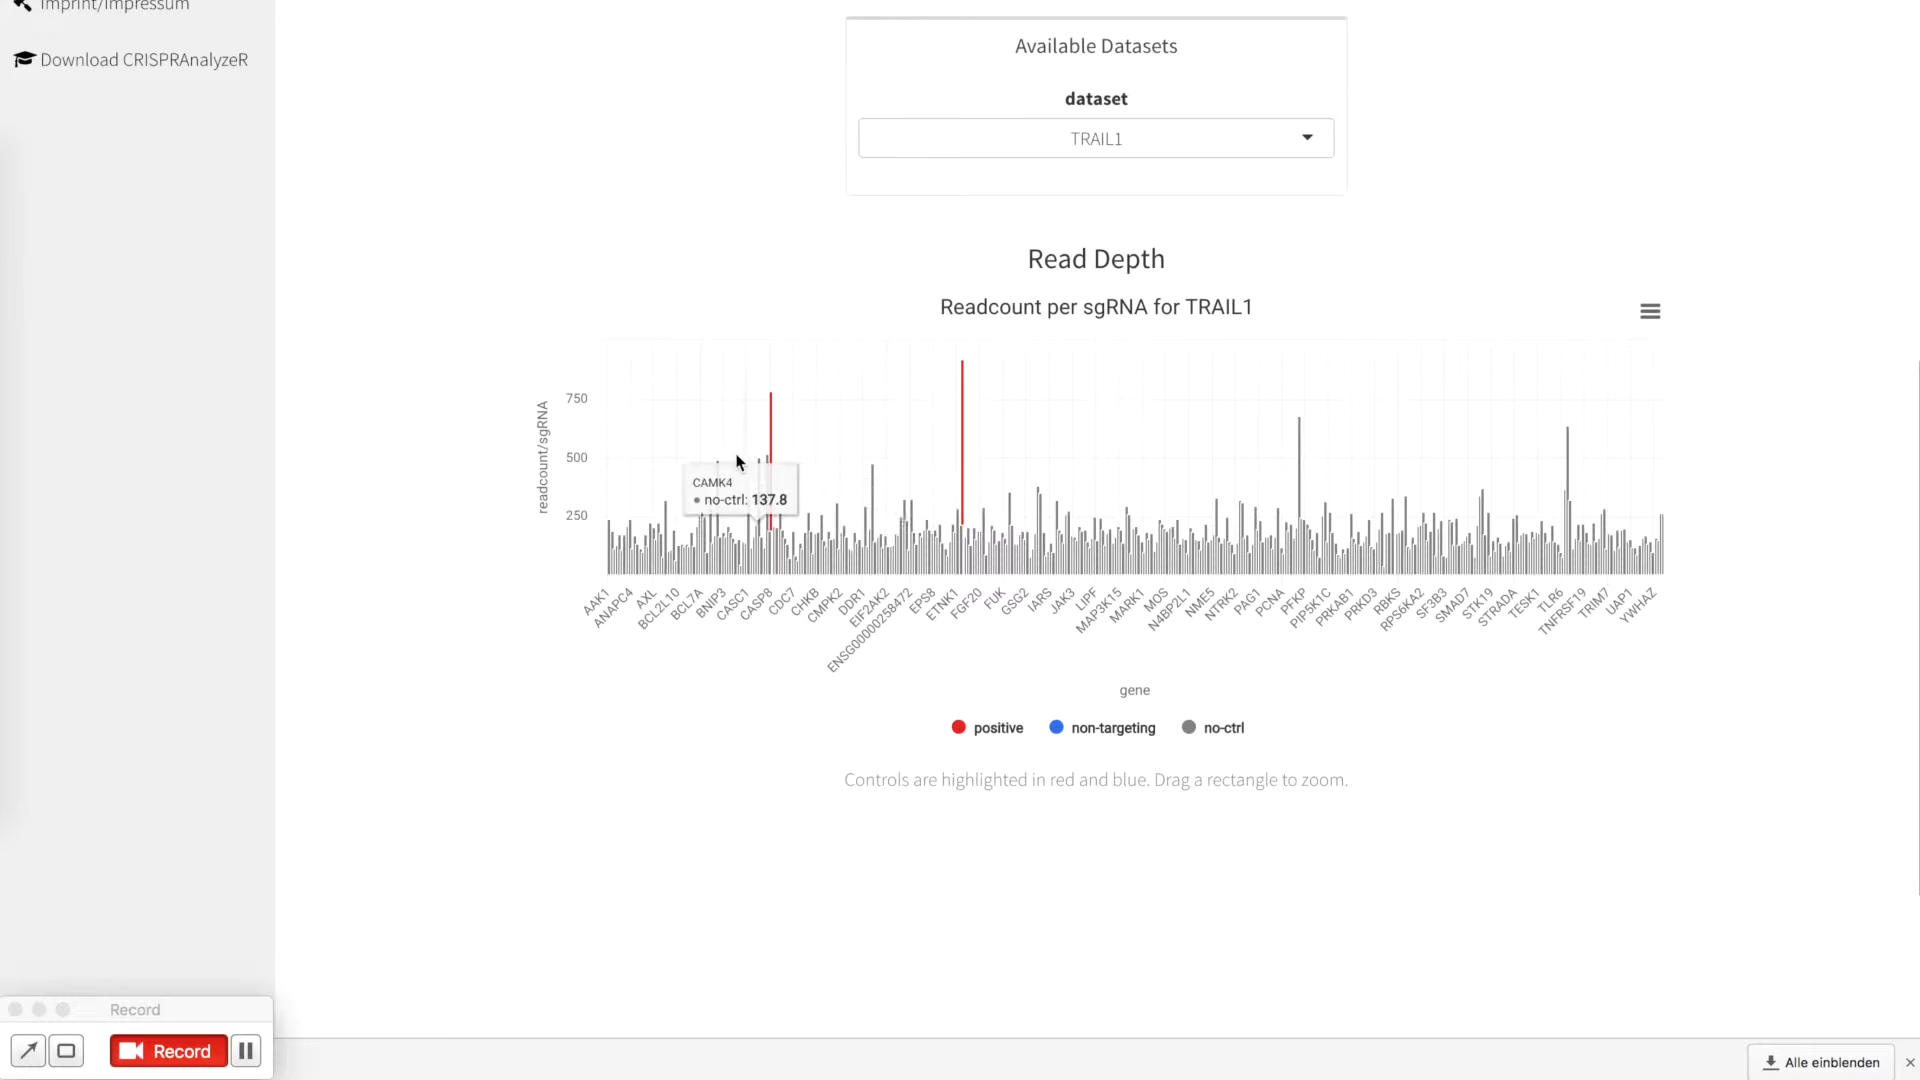 Imprint/Impressum
Download CRISPRAnalyzeR
Available Datasets
dataset
TRAIL1
Read Depth
Readcount per sgRNA for TRAIL1
readcount/sgRNA
750
500
250
CAMK4
● no-ctrl: 137.8
AAK1 ANAPC4 AXL BCL2L10 BCL7A BNIP3 CASC1 CASP8 CDC7 CHKB CMPK2 DDR1 EIF2AK2 ENSG00000258472 EPS8 ETNK1 FGF20 FUK GSG2 IARS JAK3 LIPF MAP3K15 MARK1 MOS N4BP2L1 NME5 NTRK2 PAG1 PCNA PFKP PIP5K1C PRKAB1 PRKD3 RBKS RPS6KA2 SF3B3 SMAD7 STK19 STRADA TESK1 TLR6 TNFRSF19 TRIM7 UAP1 YWHAZ
gene
positive non-targeting no-ctrl
Controls are highlighted in red and blue. Drag a rectangle to zoom.
Record
Record
Alle einblenden